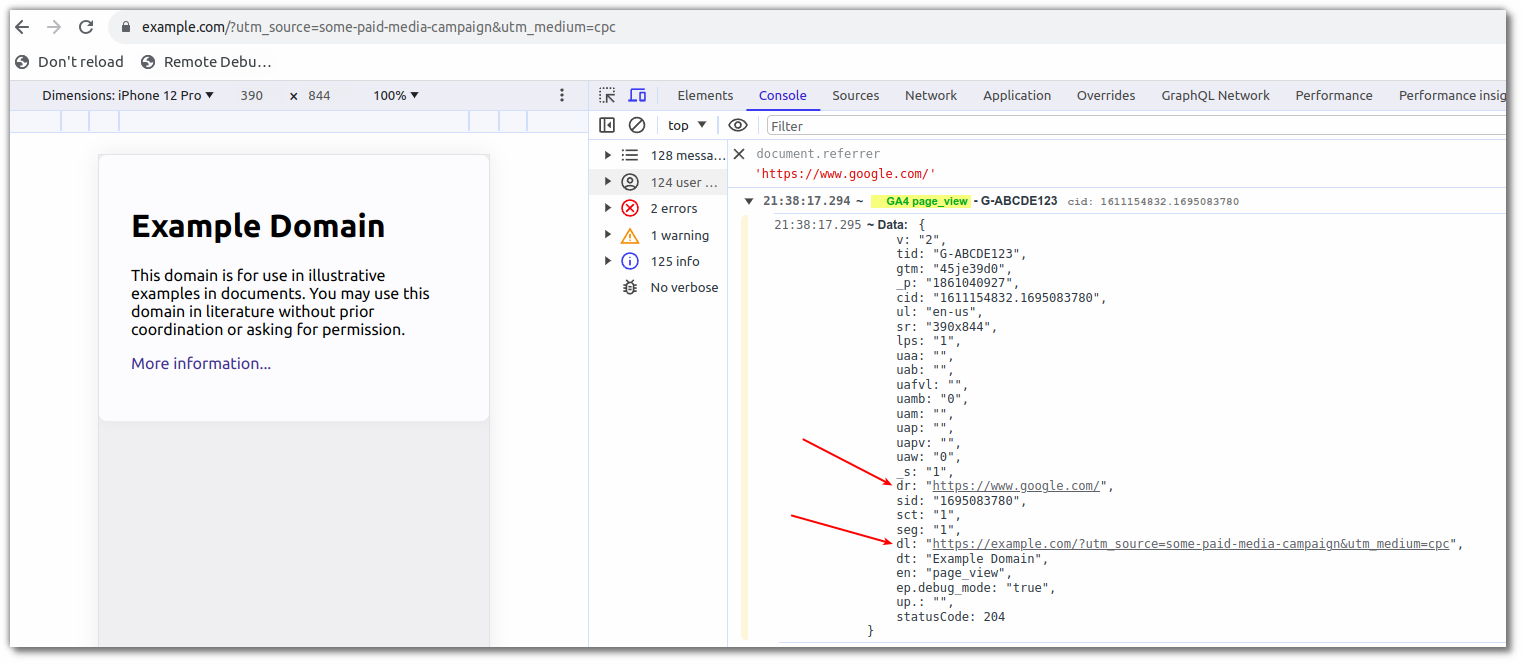 example.com/?utm_source=some-paid-media-campaign&utm_medium=cpc
Don't reload Remote Debu…
Dimensions: iPhone 12 Pro ▼ 390 × 844 100% ▼
Elements Console Sources Network Application Overrides GraphQL Network Performance Performance insig
top ▼ Filter
128 messa…
124 user …
2 errors
1 warning
125 info
No verbose
Example Domain
This domain is for use in illustrative
examples in documents. You may use this
domain in literature without prior
coordination or asking for permission.
More information...
document.referrer
'https://www.google.com/'
21:38:17.294 ~ GA4 page_view - G-ABCDE123 cid: 1611154832.1695083780
21:38:17.295 ~ Data: {
v: "2",
tid: "G-ABCDE123",
gtm: "45je39d0",
_p: "1861040927",
cid: "1611154832.1695083780",
ul: "en-us",
sr: "390x844",
lps: "1",
uaa: "",
uab: "",
uafvl: "",
uamb: "0",
uam: "",
uap: "",
uapv: "",
uaw: "0",
_s: "1",
dr: "https://www.google.com/",
sid: "1695083780",
sct: "1",
seg: "1",
dl: "https://example.com/?utm_source=some-paid-media-campaign&utm_medium=cpc",
dt: "Example Domain",
en: "page_view",
ep.debug_mode: "true",
up.: "",
statusCode: 204
}